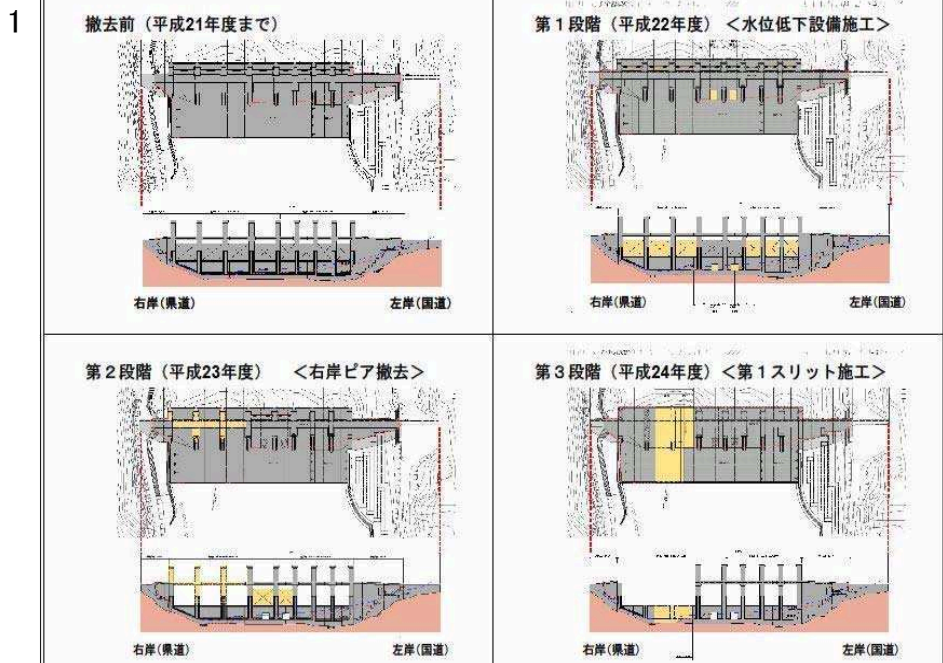 1
撤去前（平成21年度まで）
第１段階（平成22年度）＜水位低下設備施工＞
右岸(県道)
左岸(国道)
右岸(県道)
左岸(国道)
第２段階（平成23年度）　＜右岸ピア撤去＞
第３段階（平成24年度）＜第１スリット施工＞
右岸(県道)
左岸(国道)
右岸(県道)
左岸(国道)